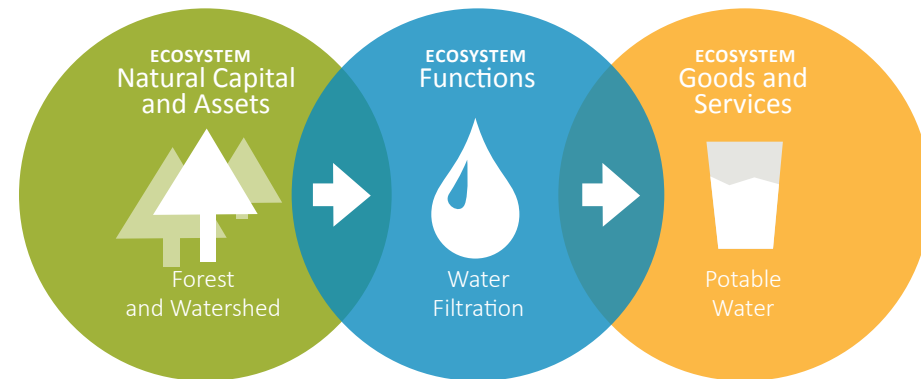 ECOSYSTEM
Natural Capital
and Assets
Forest
and Watershed
ECOSYSTEM
Functions
Water
Filtration
ECOSYSTEM
Goods and
Services
Potable
Water